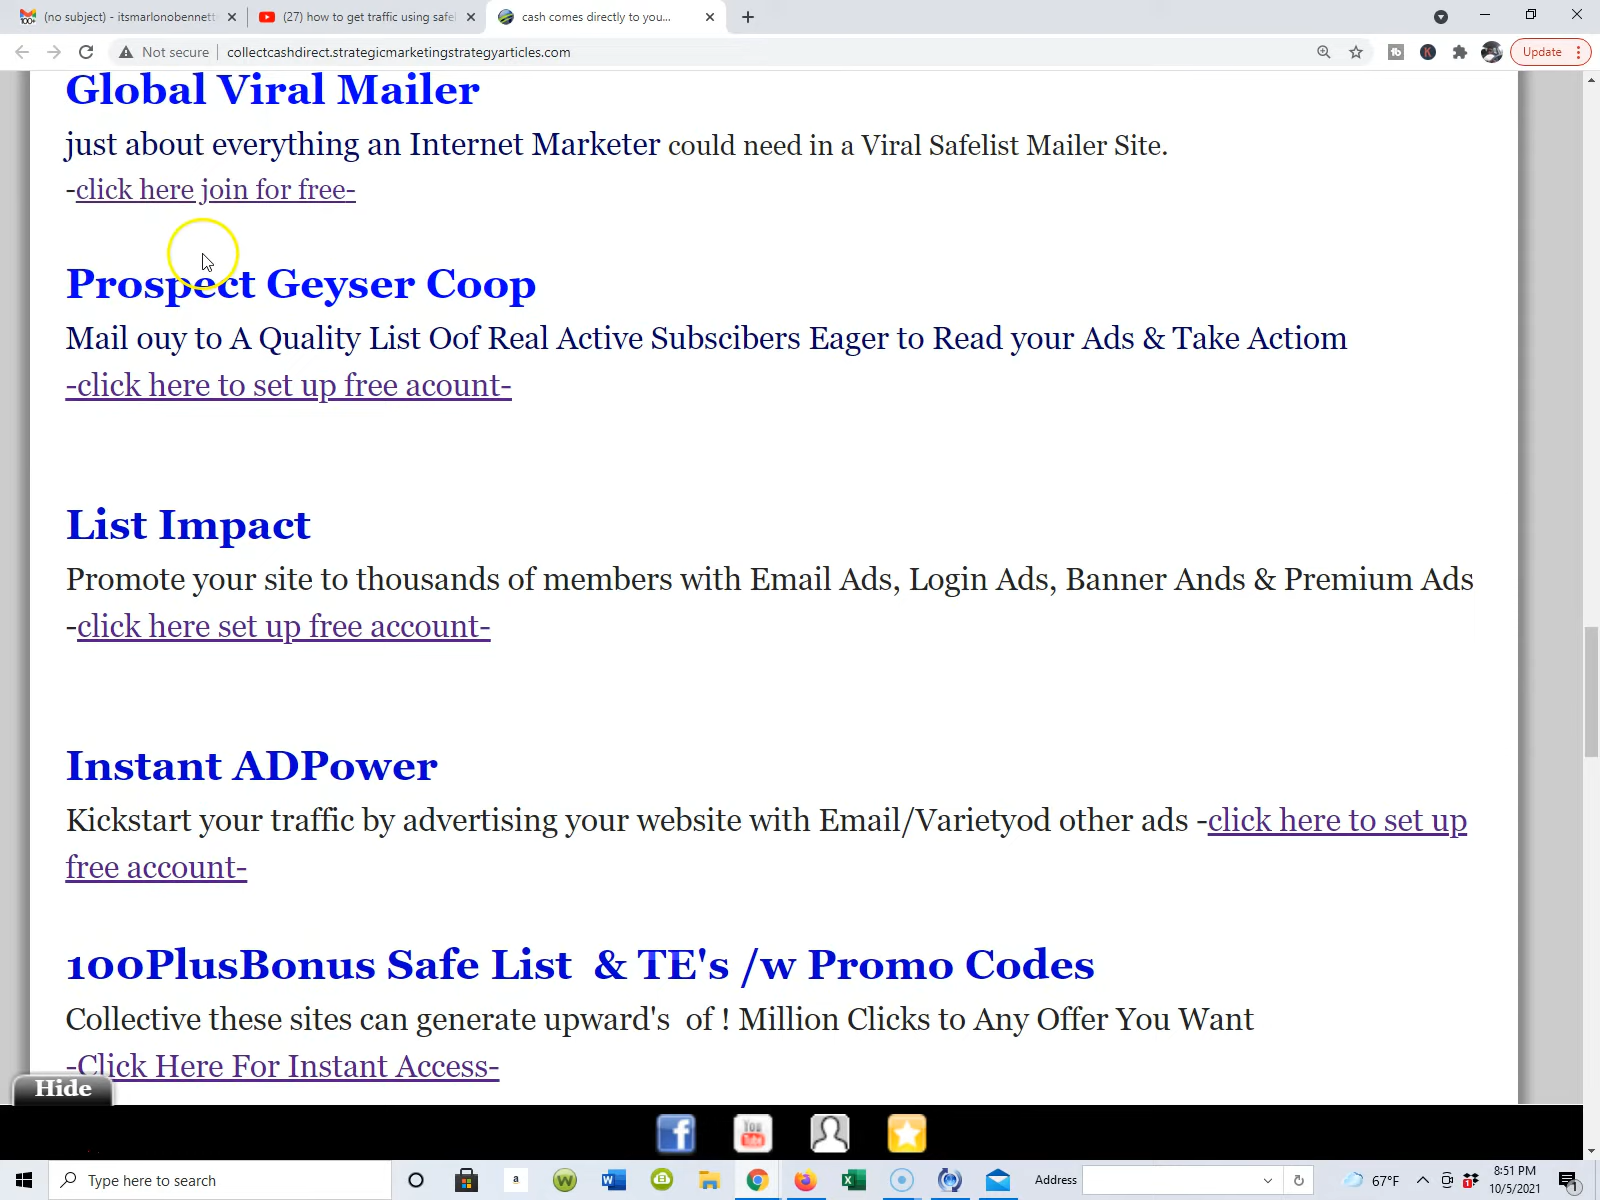 (no subject) - itsmarlonobennett
(27) how to get traffic using safel
cash comes directly to you...
Not secure
collectcashdirect.strategicmarketingstrategyarticles.com
Update
Global Viral Mailer
just about everything an Internet Marketer could need in a Viral Safelist Mailer Site.
-click here join for free-
Prospect Geyser Coop
Mail ouy to A Quality List Oof Real Active Subscibers Eager to Read your Ads & Take Actiom
-click here to set up free acount-
List Impact
Promote your site to thousands of members with Email Ads, Login Ads, Banner Ands & Premium Ads
-click here set up free account-
Instant ADPower
Kickstart your traffic by advertising your website with Email/Varietyod other ads -click here to set up
free account-
100PlusBonus Safe List & TE's /w Promo Codes
Collective these sites can generate upward's of ! Million Clicks to Any Offer You Want
-Click Here For Instant Access-
Hide
You Tube
Type here to search
Address
67°F
8:51 PM
10/5/2021